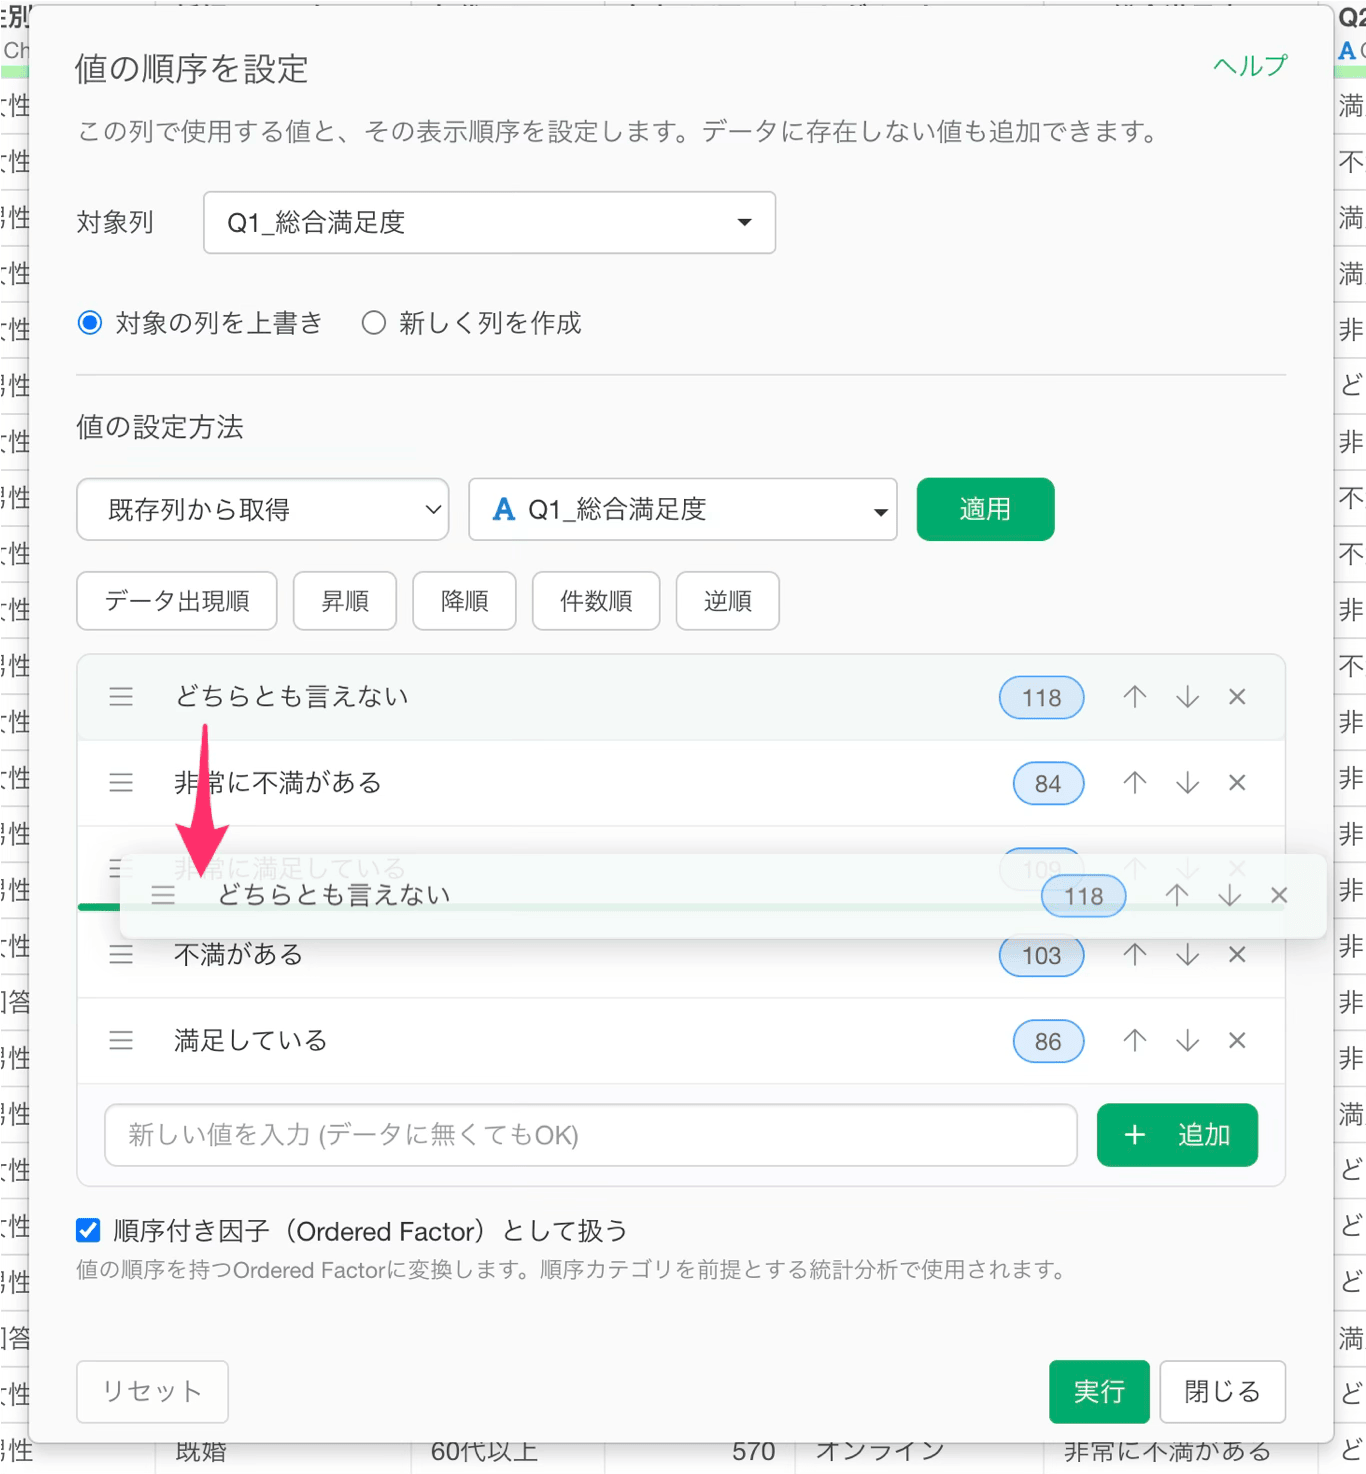 値の順序を設定
ヘルプ
この列で使用する値と、その表示順序を設定します。データに存在しない値も追加できます。
対象列
Q1_総合満足度
対象の列を上書き
新しく列を作成
値の設定方法
既存列から取得
A Q1_総合満足度
適用
データ出現順
昇順
降順
件数順
逆順
どちらとも言えない
118
非常に不満がある
84
非常に満足している
109
どちらとも言えない
118
不満がある
103
満足している
86
新しい値を入力 (データに無くてもOK)
+ 追加
順序付き因子（Ordered Factor）として扱う
値の順序を持つOrdered Factorに変換します。順序カテゴリを前提とする統計分析で使用されます。
リセット
実行
閉じる
男性 既婚 60代以上 570 オンライン 非常に不満がある